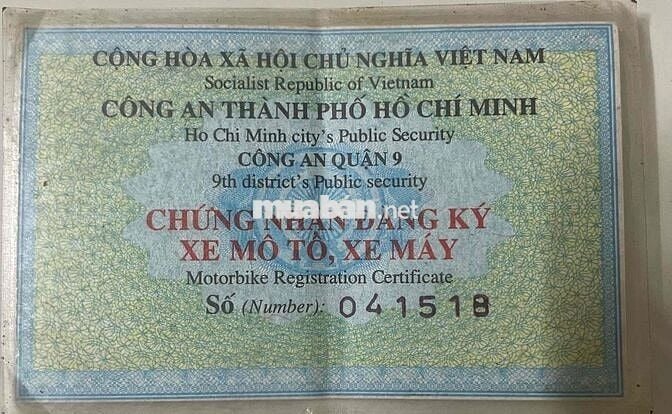 CỘNG HÒA XÃ HỘI CHỦ NGHĨA VIỆT NAM
Socialist Republic of Vietnam
CÔNG AN THÀNH PHỐ HỒ CHÍ MINH
Ho Chi Minh city's Public Security
CÔNG AN QUẬN 9
9th district's Public security
muaban.net
CHỨNG NHẬN ĐĂNG KÝ
XE MÔ TÔ, XE MÁY
Motorbike Registration Certificate
Số (Number): 041518